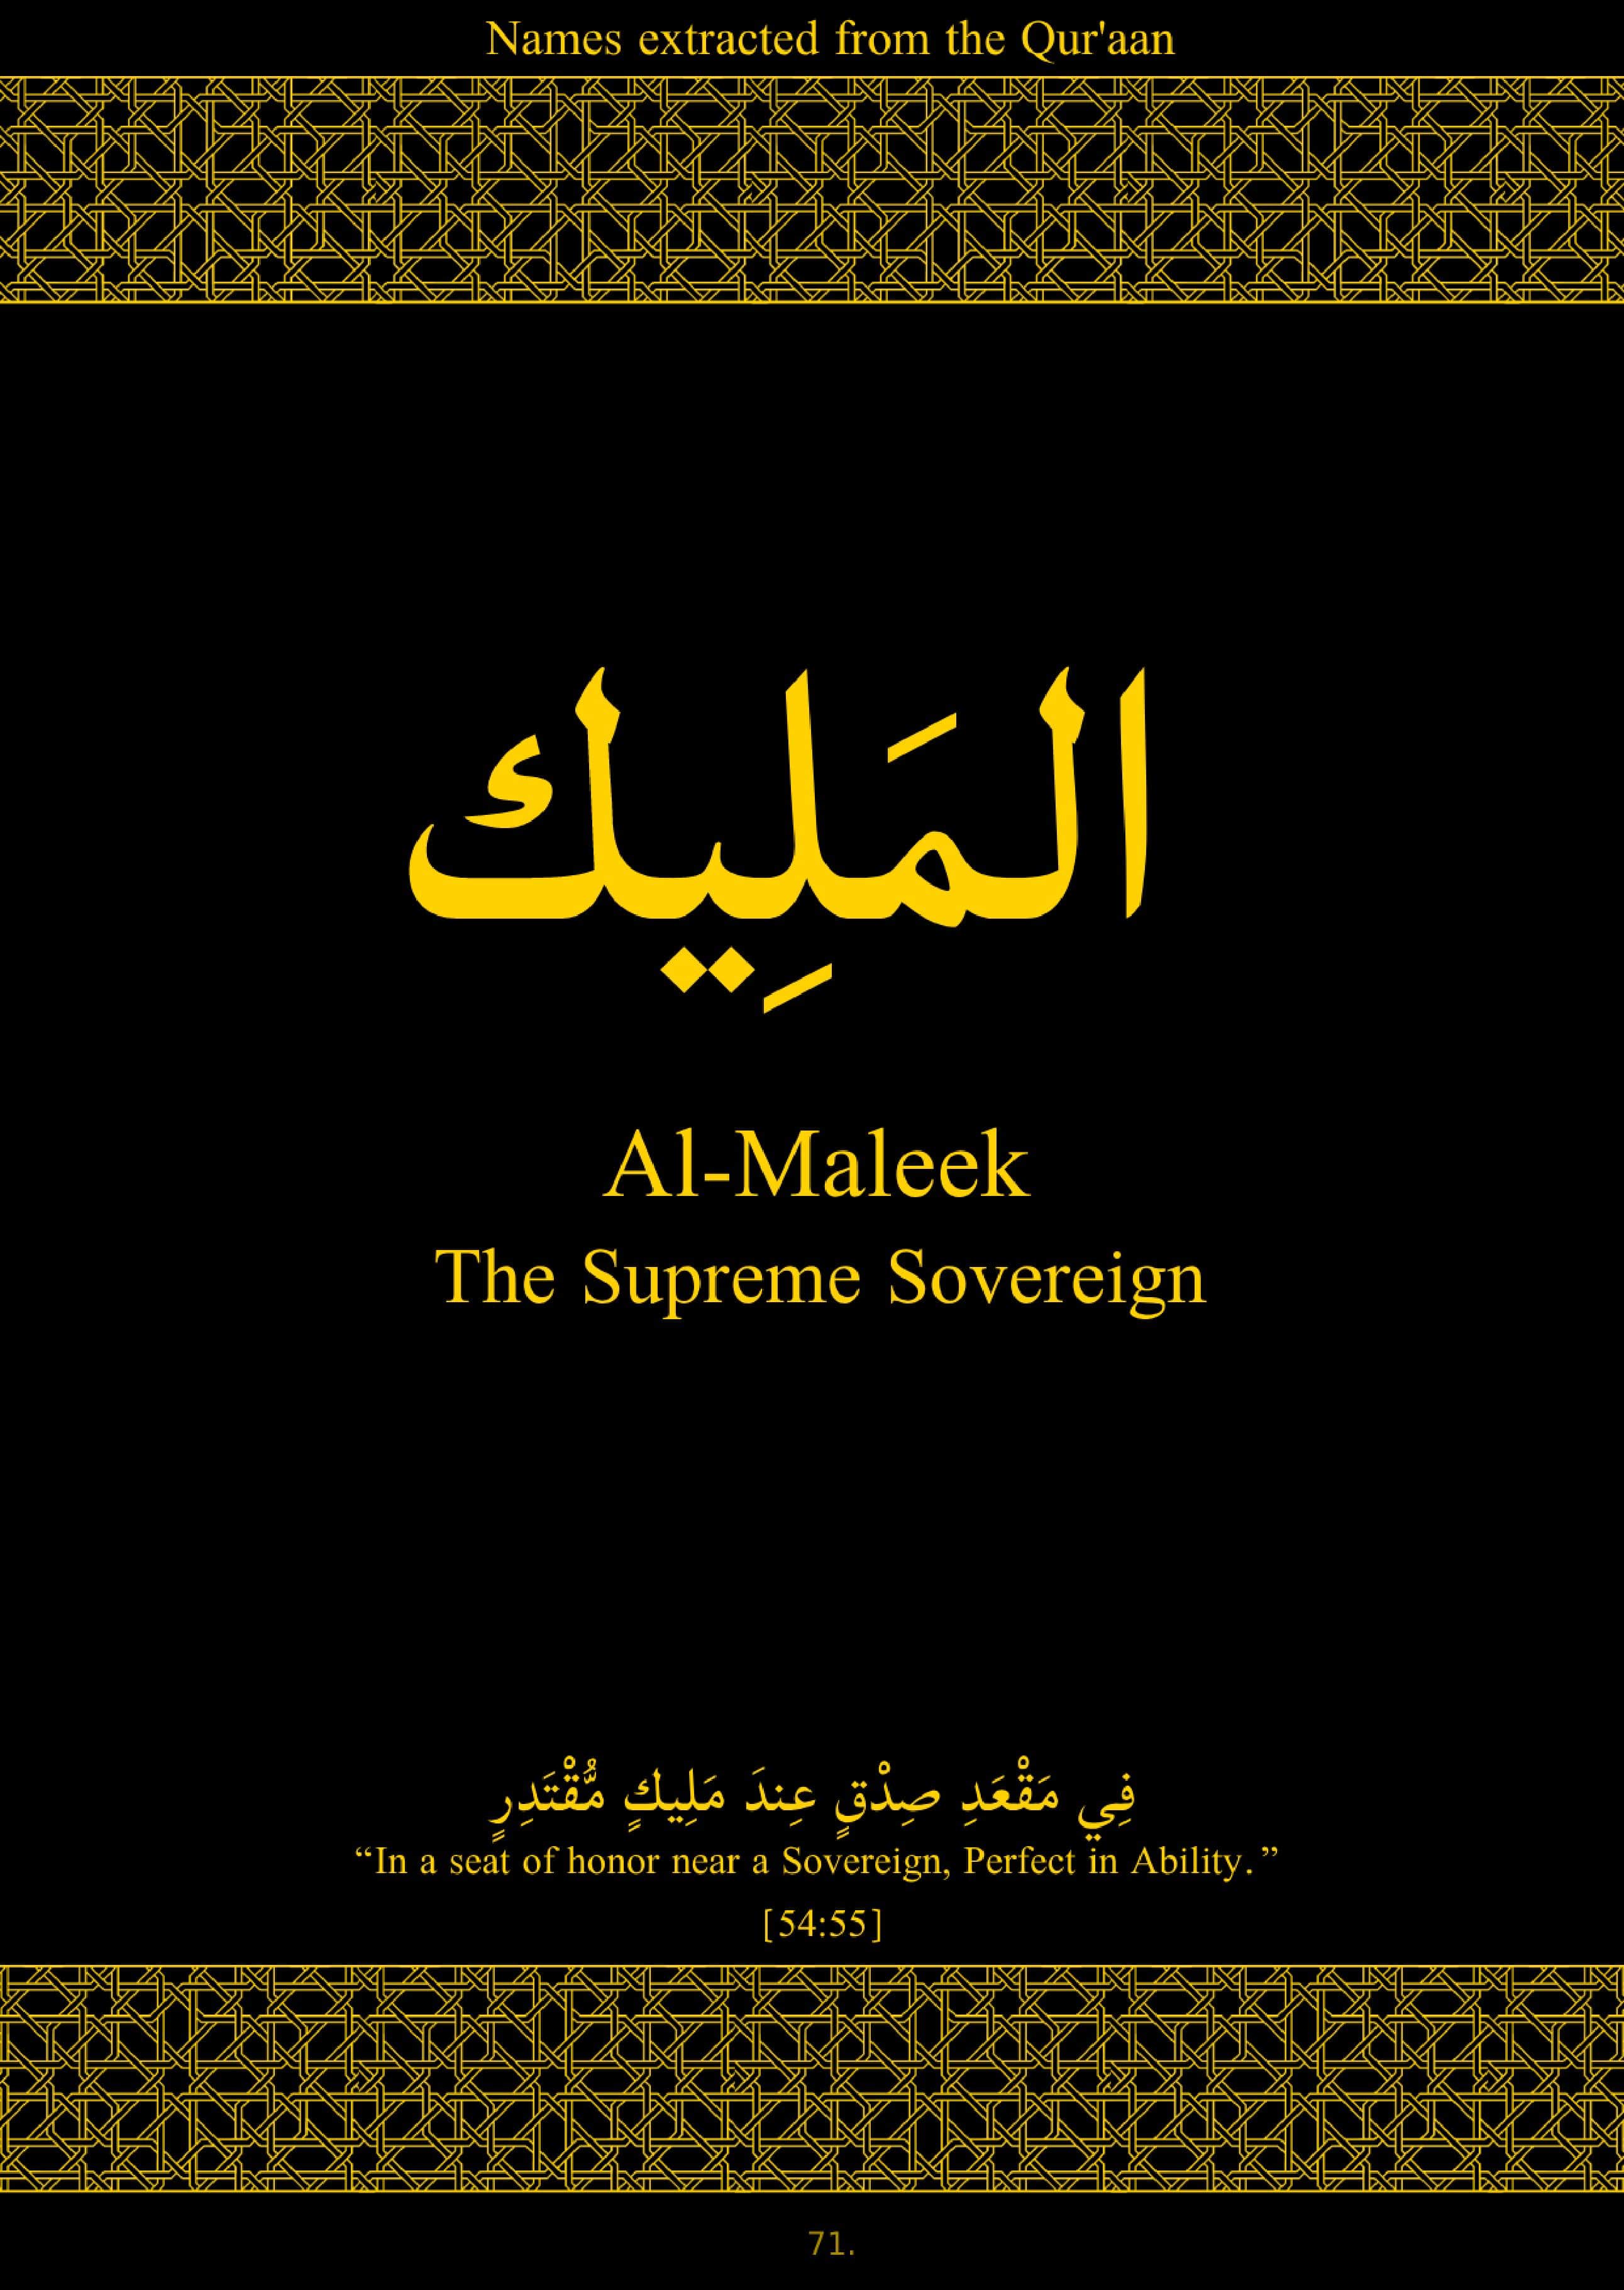 Names extracted from the Qur'aan
المَلِيك
Al-Maleek
The Supreme Sovereign
فِي مَقْعَدِ صِدْقٍ عِندَ مَلِيكٍ مُّقْتَدِرٍ
“In a seat of honor near a Sovereign, Perfect in Ability.”
[54:55]
71.